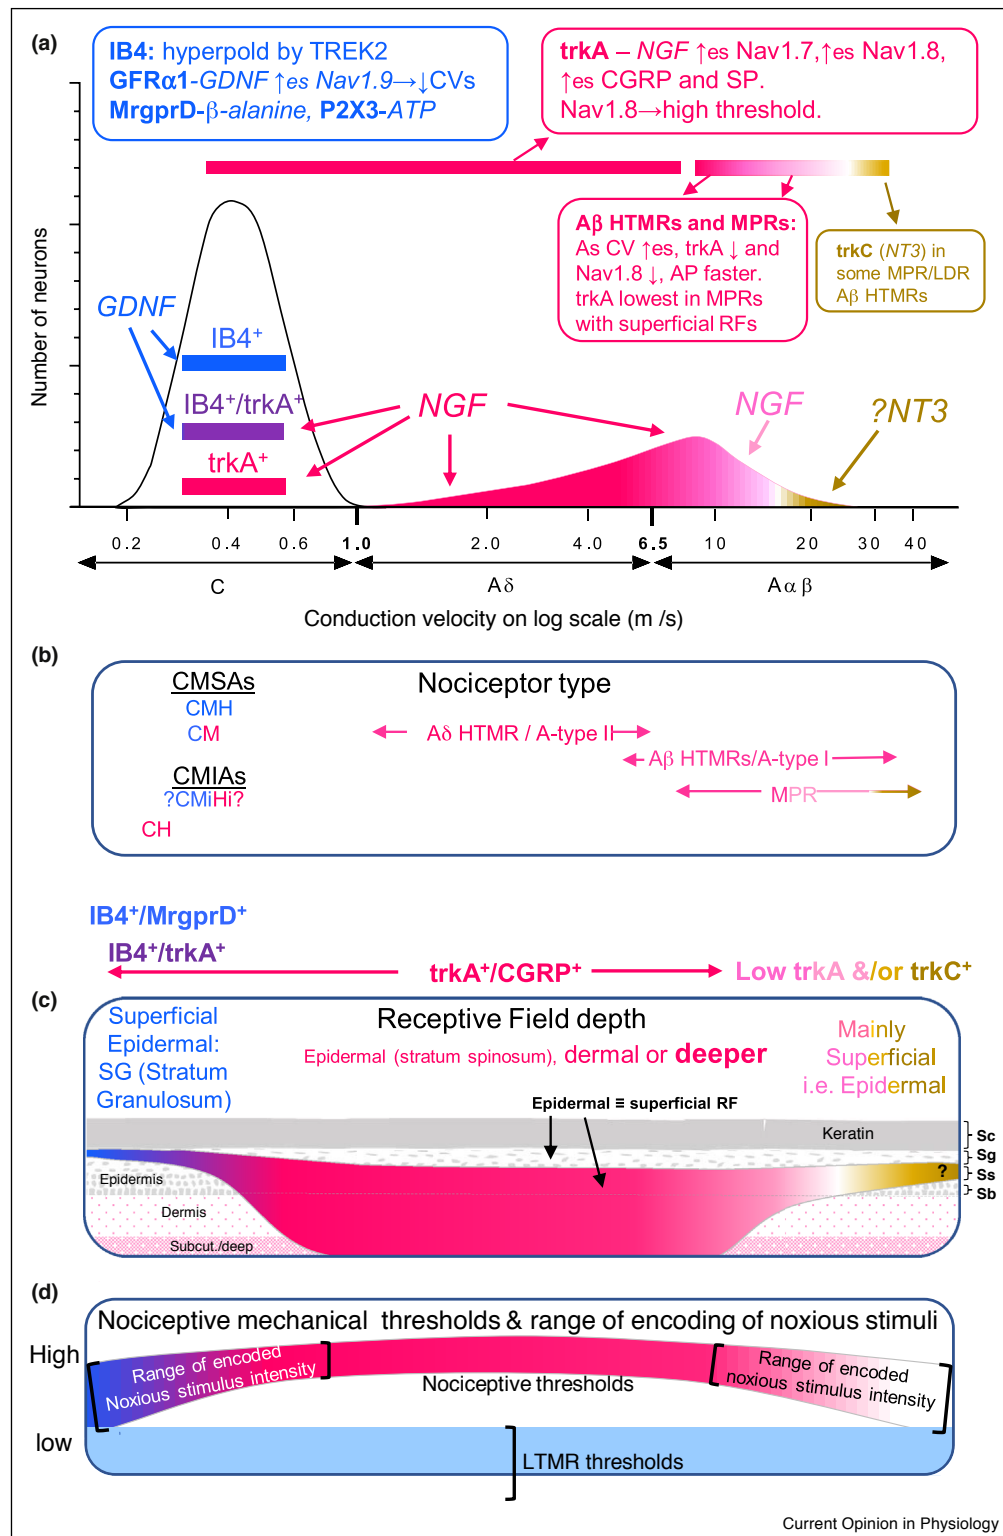 (a)
IB4: hyperpold by TREK2
GFRα1-GDNF ↑es Nav1.9→↓CVs
MrgprD-β-alanine, P2X3-ATP
trkA – NGF ↑es Nav1.7,↑es Nav1.8,
↑es CGRP and SP.
Nav1.8→high threshold.
Aβ HTMRs and MPRs:
As CV ↑es, trkA ↓ and
Nav1.8 ↓, AP faster.
trkA lowest in MPRs
with superficial RFs
trkC (NT3) in
some MPR/LDR
Aβ HTMRs
Number of neurons
GDNF
IB4⁺
IB4⁺/trkA⁺
trkA⁺
NGF
NGF
?NT3
0.2 0.4 0.6 1.0 2.0 4.0 6.5 10 20 30 40
C Aδ Aαβ
Conduction velocity on log scale (m /s)
(b)
Nociceptor type
CMSAs
CMH
CM
CMIAs
?CMiHi?
CH
Aδ HTMR / A-type II
Aβ HTMRs/A-type I
MPR
IB4⁺/MrgprD⁺
IB4⁺/trkA⁺
trkA⁺/CGRP⁺
Low trkA &/or trkC⁺
(c)
Superficial
Epidermal:
SG (Stratum
Granulosum)
Receptive Field depth
Epidermal (stratum spinosum), dermal or deeper
Mainly
Superficial
i.e. Epidermal
Epidermal ≡ superficial RF
Keratin
Sc
Sg
Ss
Sb
?
Epidermis
Dermis
Subcut./deep
(d)
Nociceptive mechanical thresholds & range of encoding of noxious stimuli
High
low
Range of encoded
Noxious stimulus intensity
Nociceptive thresholds
Range of encoded
noxious stimulus intensity
LTMR thresholds
Current Opinion in Physiology